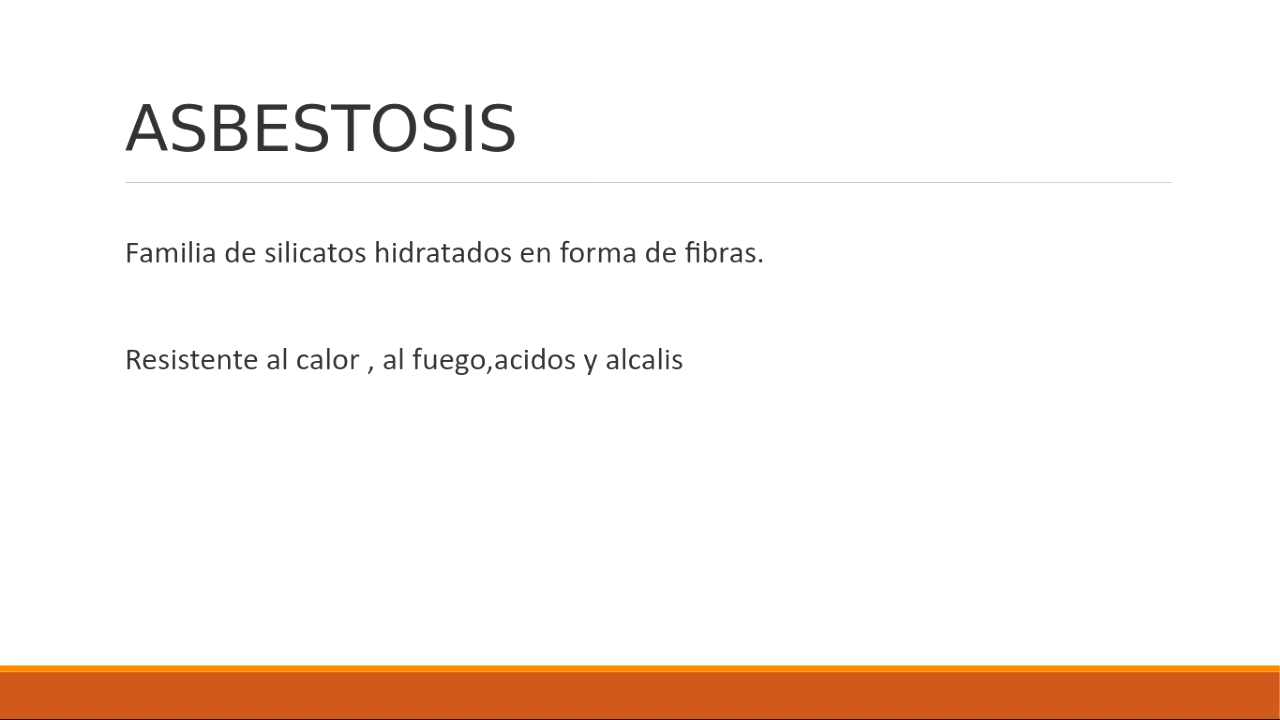 ASBESTOSIS
Familia de silicatos hidratados en forma de fibras.
Resistente al calor , al fuego,acidos y alcalis